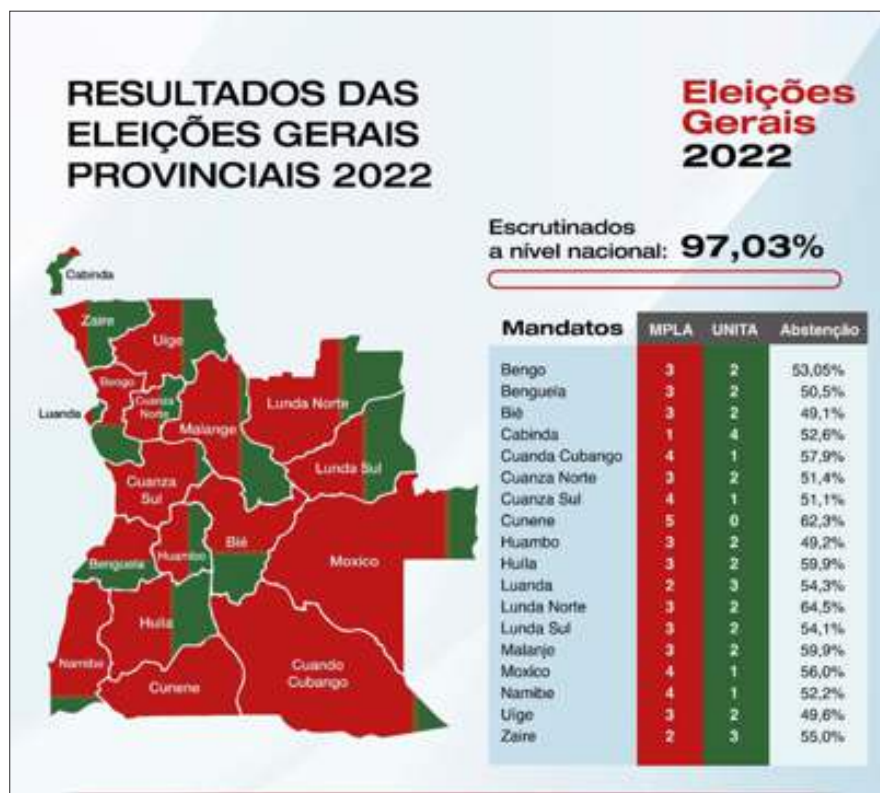 RESULTADOS DAS
ELEIÇÕES GERAIS
PROVINCIAIS 2022
Eleições
Gerais
2022
Escrutinados
a nível nacional: 97,03%
Cabinda
Zaire
Uige
Bengo
Cuanza
Norte
Luanda
Malange
Lunda Norte
Lunda Sul
Cuanza
Sul
Benguela
Huambo
Bié
Moxico
Huila
Namibe
Cunene
Cuando
Cubango
Mandatos MPLA UNITA Abstenção
Bengo 3 2 53,05%
Benguela 3 2 50,5%
Bié 3 2 49,1%
Cabinda 1 4 52,6%
Cuanda Cubango 4 1 57,9%
Cuanza Norte 3 2 51,4%
Cuanza Sul 4 1 51,1%
Cunene 5 0 62,3%
Huambo 3 2 49,2%
Huila 3 2 59,9%
Luanda 2 3 54,3%
Lunda Norte 3 2 64,5%
Lunda Sul 3 2 54,1%
Malanje 3 2 59,9%
Moxico 4 1 56,0%
Namibe 4 1 52,2%
Uige 3 2 49,6%
Zaire 2 3 55,0%